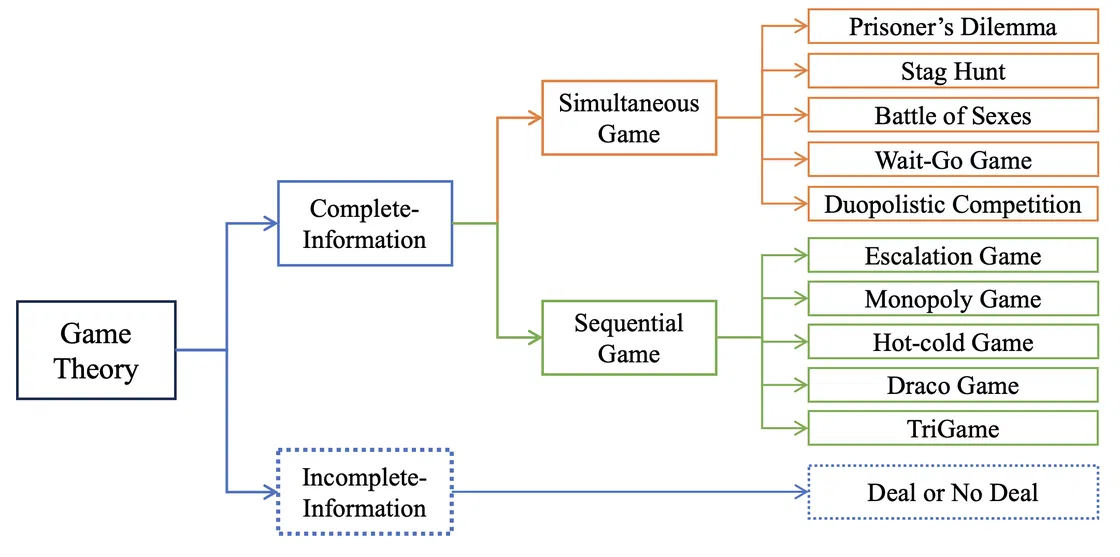 Game
Theory
Complete-
Information
Incomplete-
Information
Simultaneous
Game
Sequential
Game
Prisoner’s Dilemma
Stag Hunt
Battle of Sexes
Wait-Go Game
Duopolistic Competition
Escalation Game
Monopoly Game
Hot-cold Game
Draco Game
TriGame
Deal or No Deal